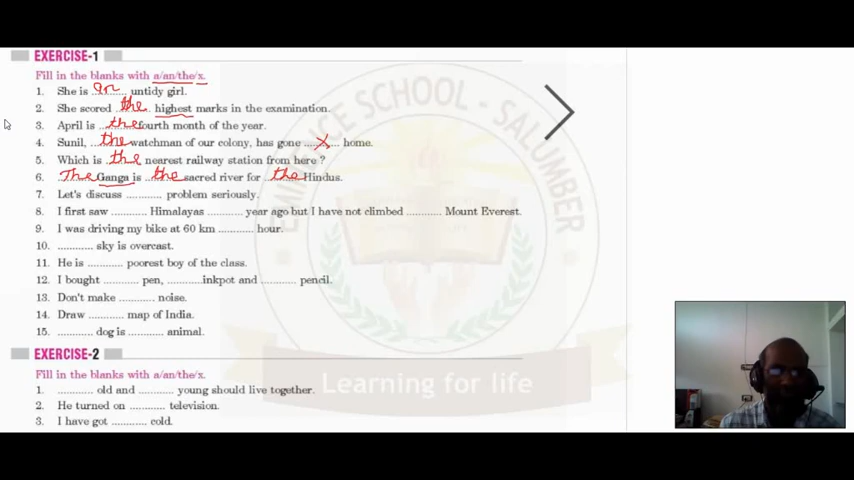 EXERCISE-1
Fill in the blanks with a/an/the/x.
1. She is ..an.. untidy girl.
2. She scored ..the.. highest marks in the examination.
3. April is ..the.. fourth month of the year.
4. Sunil, ..the.. watchman of our colony, has gone ..x.. home.
5. Which is ..the.. nearest railway station from here ?
6. ..The.. Ganga is ..the.. sacred river for ..the.. Hindus.
7. Let's discuss ............ problem seriously.
8. I first saw ............ Himalayas ............ year ago but I have not climbed ............ Mount Everest.
9. I was driving my bike at 60 km ............ hour.
10. ............ sky is overcast.
11. He is ............ poorest boy of the class.
12. I bought ............ pen, ............inkpot and ............ pencil.
13. Don't make ............ noise.
14. Draw ............ map of India.
15. ............ dog is ............ animal.
EXERCISE-2
Fill in the blanks with a/an/the/x.
1. ............ old and ............ young should live together.
2. He turned on ............ television.
3. I have got ............ cold.
EMINENCE SCHOOL - SALUMBER
Learning for life